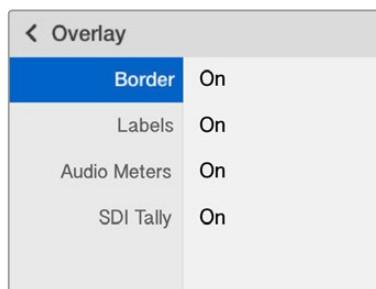 Overlay
Border On
Labels On
Audio Meters On
SDI Tally On